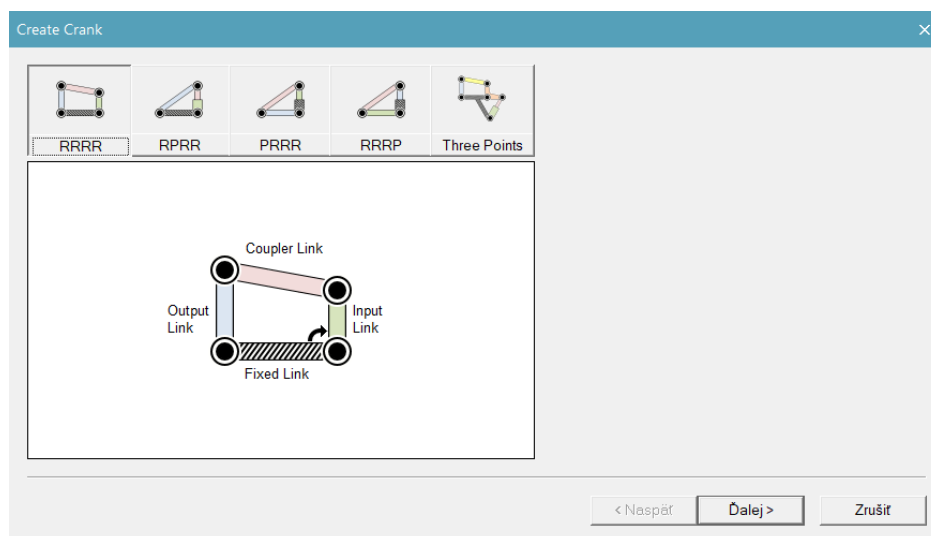 Create Crank
RRRR
RPRR
PRRR
RRRP
Three Points
Coupler Link
Output
Link
Input
Link
Fixed Link
< Naspäť
Ďalej >
Zrušiť